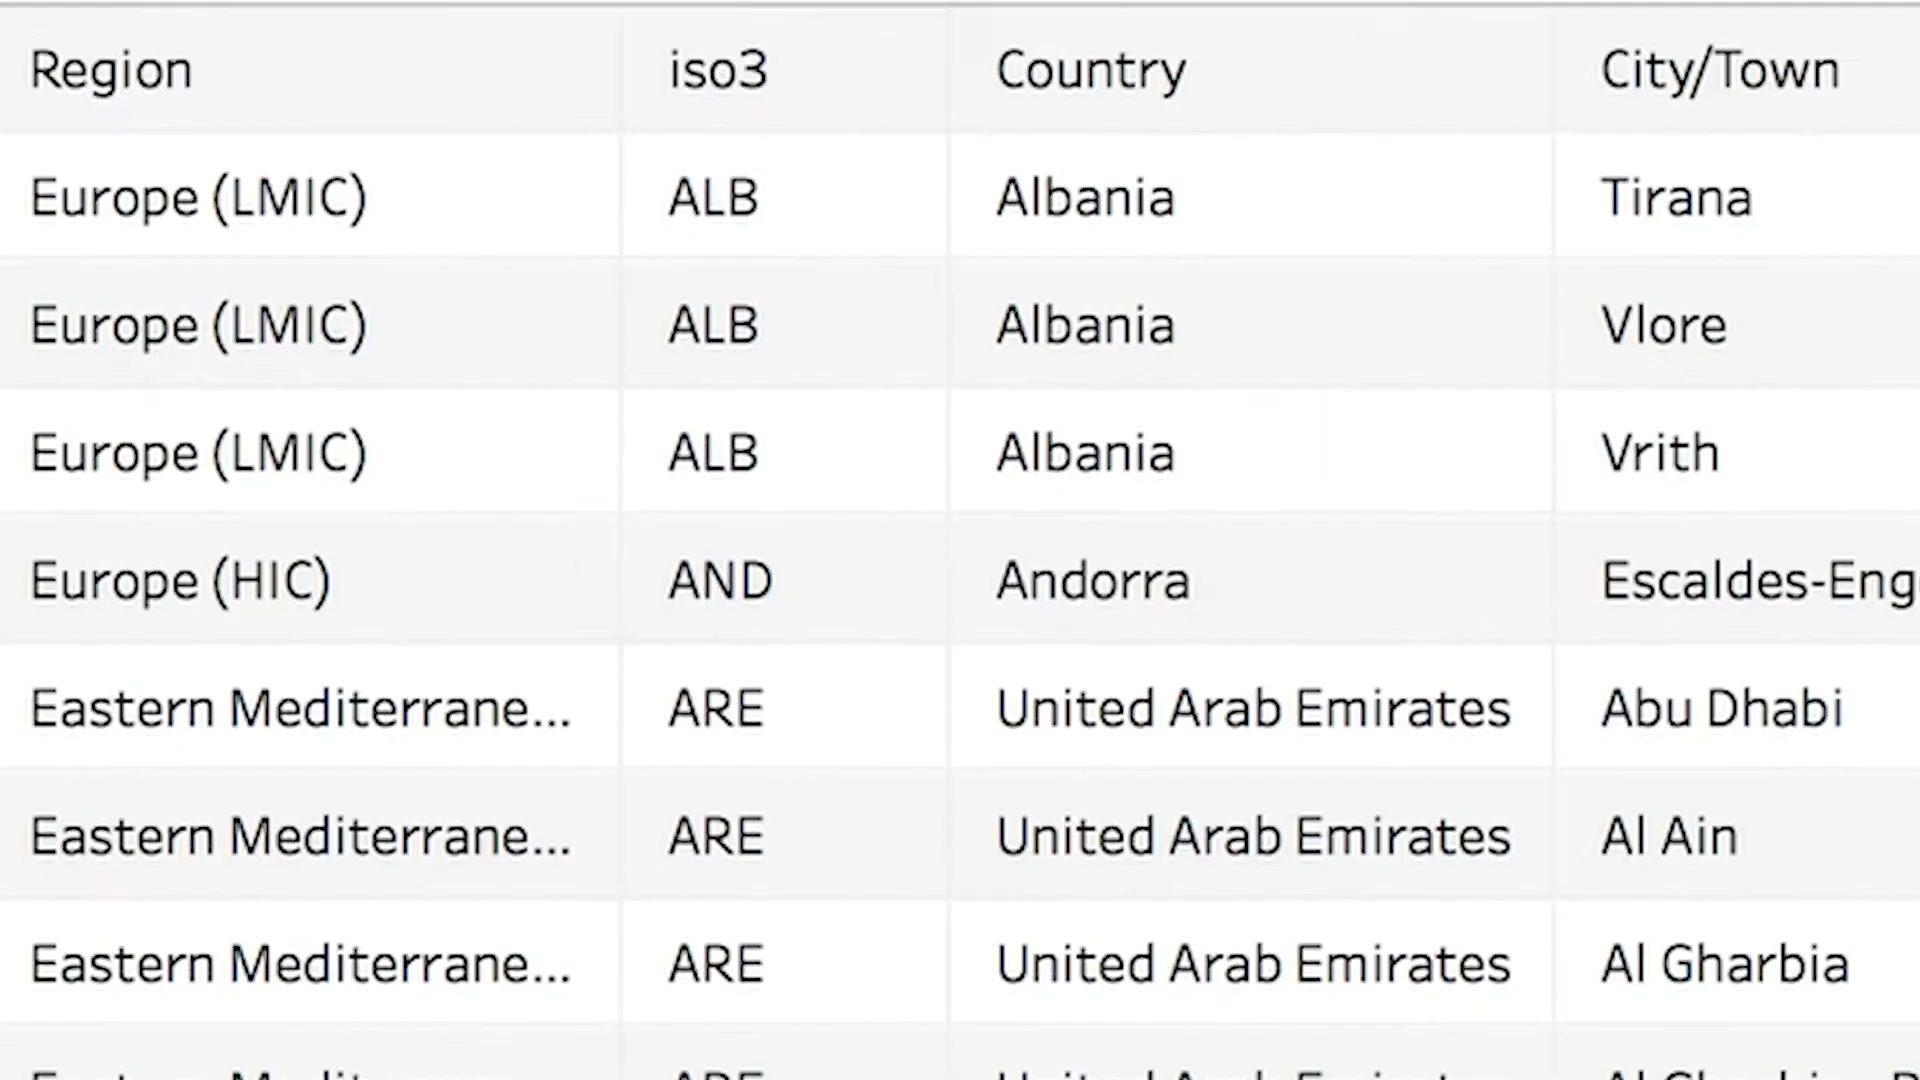 Region iso3 Country City/Town
Europe (LMIC) ALB Albania Tirana
Europe (LMIC) ALB Albania Vlore
Europe (LMIC) ALB Albania Vrith
Europe (HIC) AND Andorra Escaldes-Eng
Eastern Mediterrane... ARE United Arab Emirates Abu Dhabi
Eastern Mediterrane... ARE United Arab Emirates Al Ain
Eastern Mediterrane... ARE United Arab Emirates Al Gharbia